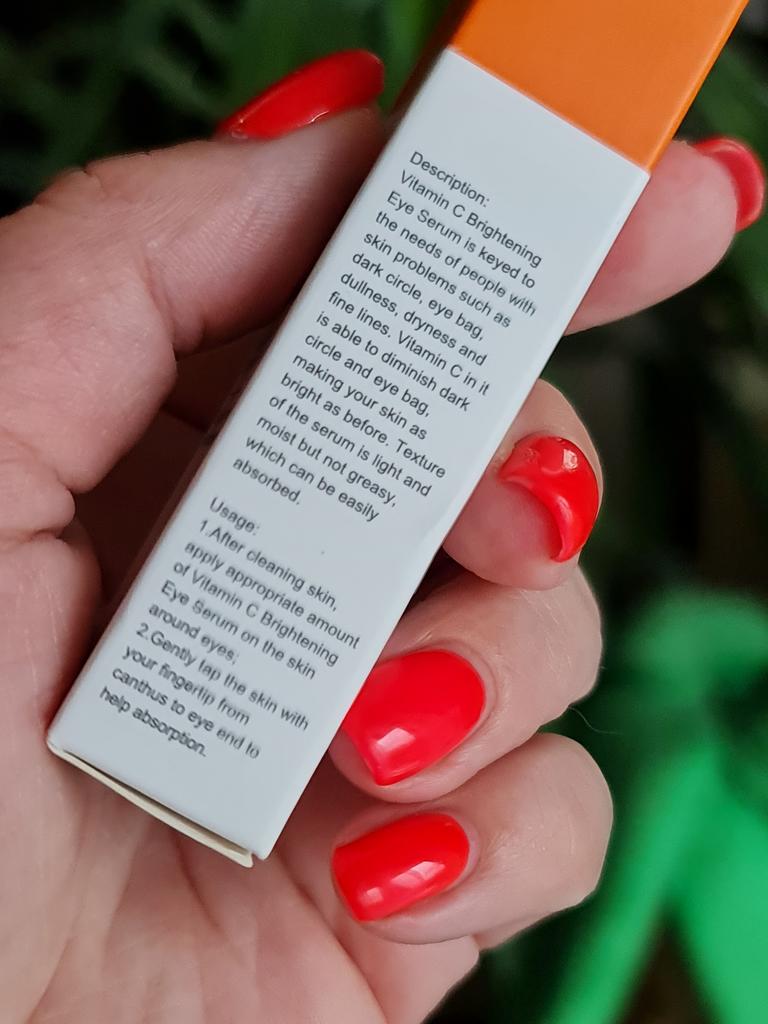 Description:
Vitamin C Brightening
Eye Serum is keyed to
the needs of people with
skin problems such as
dark circle, eye bag,
dullness, dryness and
fine lines. Vitamin C in it
is able to diminish dark
circle and eye bag,
making your skin as
bright as before. Texture
of the serum is light and
moist but not greasy,
which can be easily
absorbed.
Usage:
1.After cleaning skin,
apply appropriate amount
of Vitamin C Brightening
Eye Serum on the skin
around eyes;
2.Gently tap the skin with
your fingertip from
canthus to eye end to
help absorption.